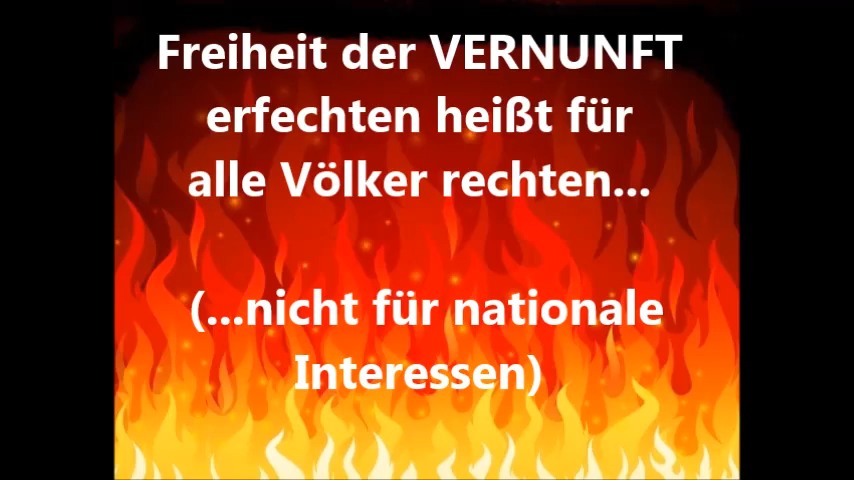 Freiheit der VERNUNFT
erfechten heißt für
alle Völker rechten...
(...nicht für nationale
Interessen)